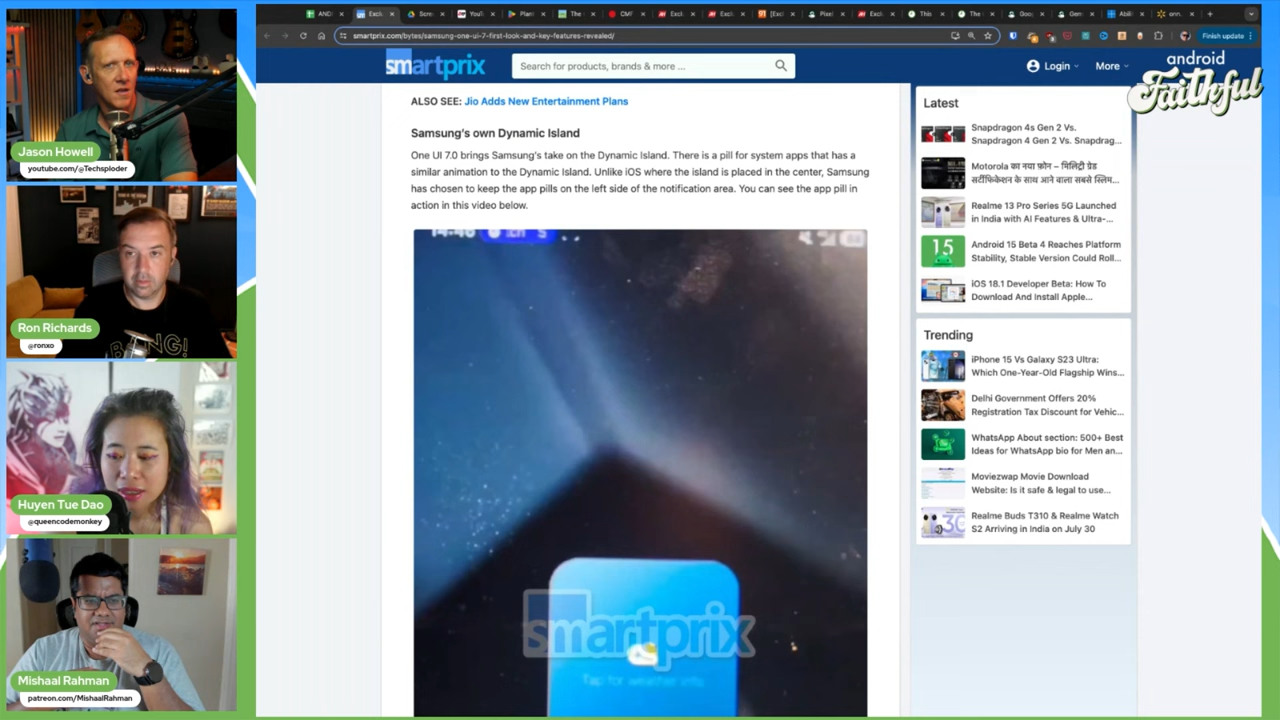 Jason Howell
youtube.com/@Techsploder
Ron Richards
@ronxo
BANG!
Huyen Tue Dao
@queencodemonkey
Mishaal Rahman
patreon.com/MishaalRahman
smartprix.com/bytes/samsung-one-ui-7-first-look-and-key-features-revealed/
Finish update
smartprix
Search for products, brands & more ...
Login
More
android
Faithful
ALSO SEE: Jio Adds New Entertainment Plans
Samsung's own Dynamic Island
One UI 7.0 brings Samsung's take on the Dynamic Island. There is a pill for system apps that has a
similar animation to the Dynamic Island. Unlike iOS where the island is placed in the center, Samsung
has chosen to keep the app pills on the left side of the notification area. You can see the app pill in
action in this video below.
smartprix
Tap for weather info
Latest
Snapdragon 4s Gen 2 Vs.
Snapdragon 4 Gen 2 Vs. Snapdrag...
Motorola का नया फ़ोन – मिलिट्री ग्रेड
सर्टीफिकेशन के साथ आने वाला सबसे स्लिम...
Realme 13 Pro Series 5G Launched
in India with AI Features & Ultra-...
15
Android 15 Beta 4 Reaches Platform
Stability, Stable Version Could Roll...
iOS 18.1 Developer Beta: How To
Download And Install Apple...
Trending
iPhone 15 Vs Galaxy S23 Ultra:
Which One-Year-Old Flagship Wins...
Delhi Government Offers 20%
Registration Tax Discount for Vehic...
WhatsApp About section: 500+ Best
Ideas for WhatsApp bio for Men an...
Moviezwap Movie Download
Website: Is it safe & legal to use...
Realme Buds T310 & Realme Watch
S2 Arriving in India on July 30